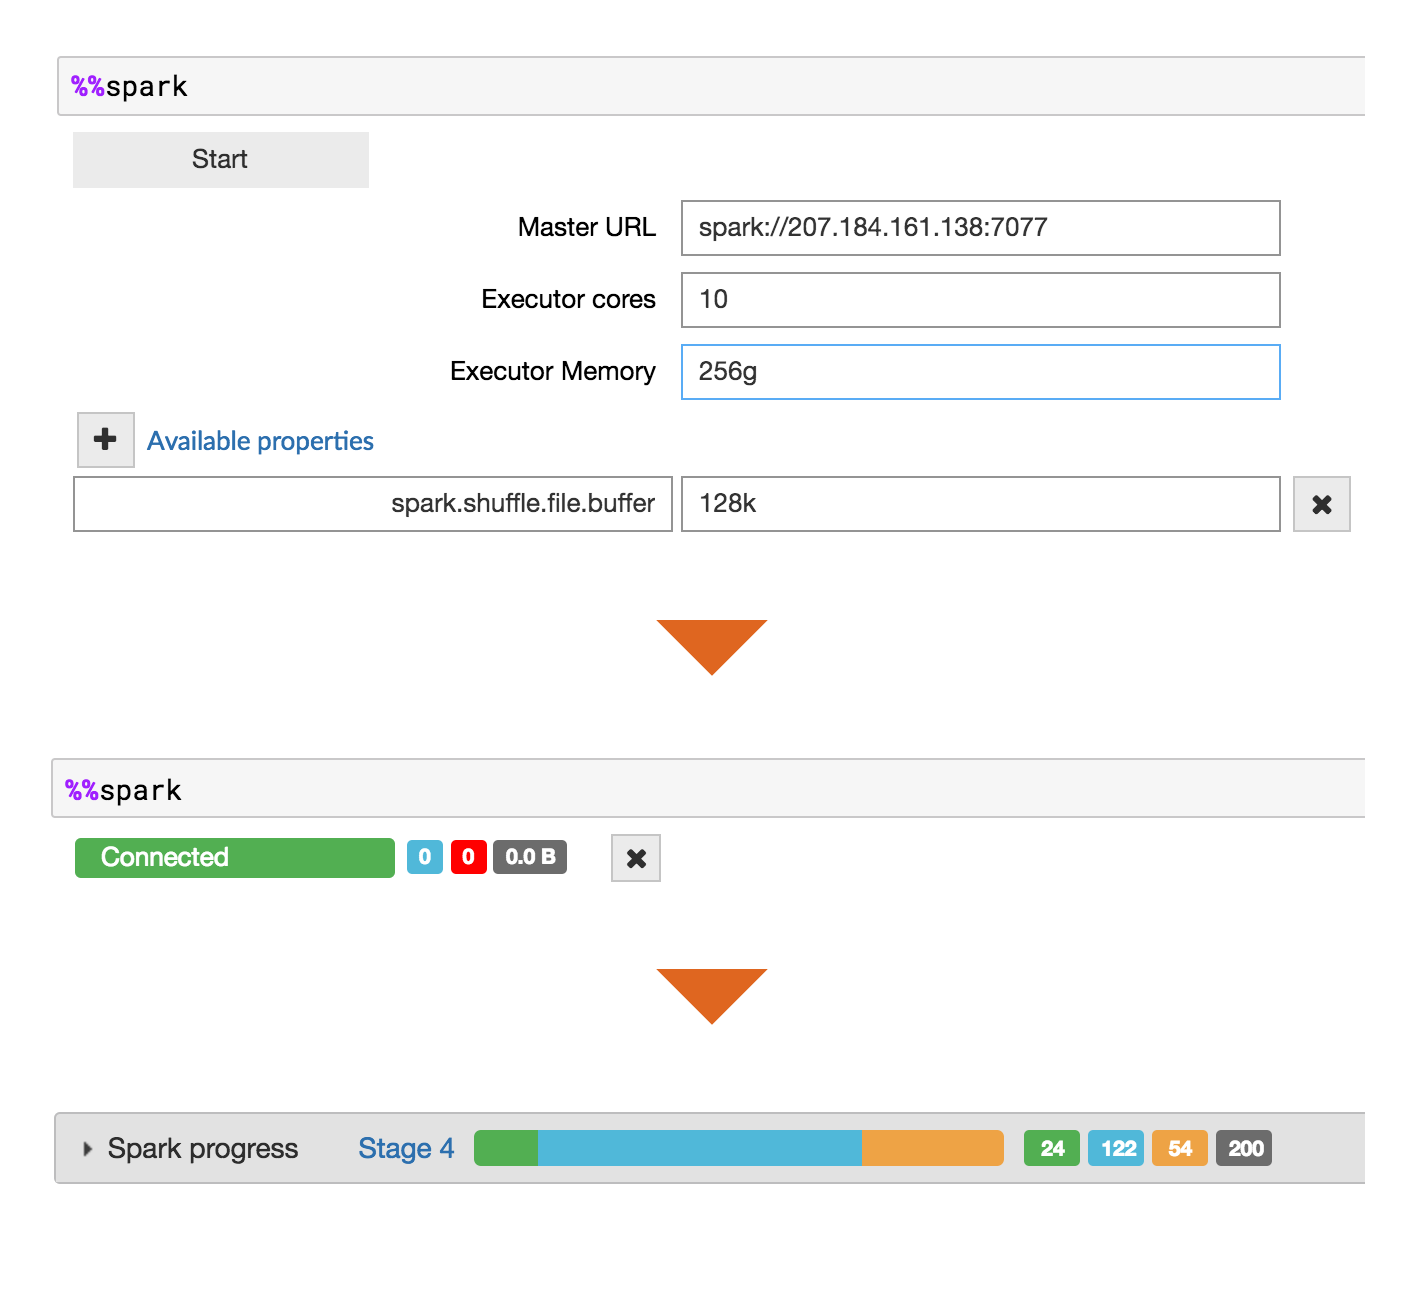 %%spark
Start
Master URL spark://207.184.161.138:7077
Executor cores 10
Executor Memory 256g
Available properties
spark.shuffle.file.buffer 128k
%%spark
Connected 0 0 0.0 B
Spark progress Stage 4 24 122 54 200